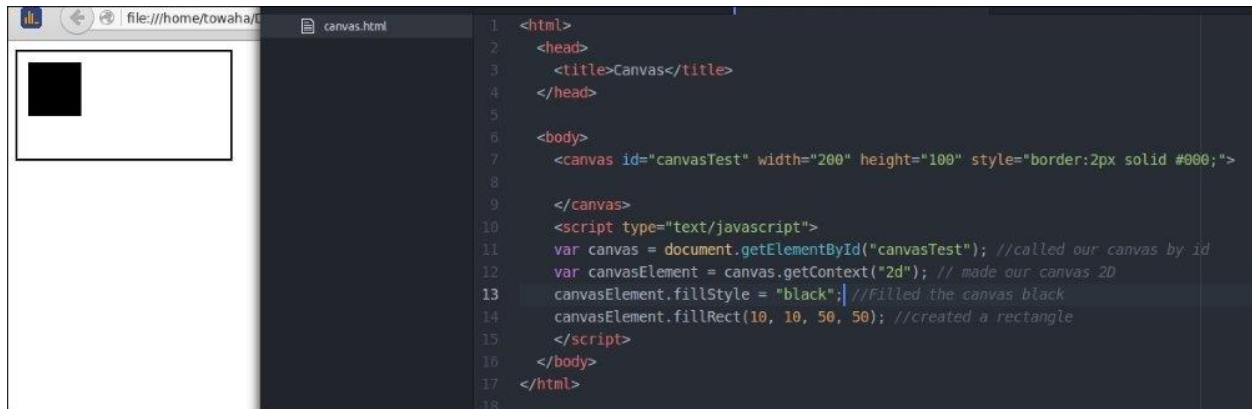 file:///home/towaha/D
canvas.html
1 <html>
2 <head>
3 <title>Canvas</title>
4 </head>
5
6 <body>
7 <canvas id="canvasTest" width="200" height="100" style="border:2px solid #000;">
8
9 </canvas>
10 <script type="text/javascript">
11 var canvas = document.getElementById("canvasTest"); //called our canvas by id
12 var canvasElement = canvas.getContext("2d"); // made our canvas 2D
13 canvasElement.fillStyle = "black"; //Filled the canvas black
14 canvasElement.fillRect(10, 10, 50, 50); //created a rectangle
15 </script>
16 </body>
17 </html>
18